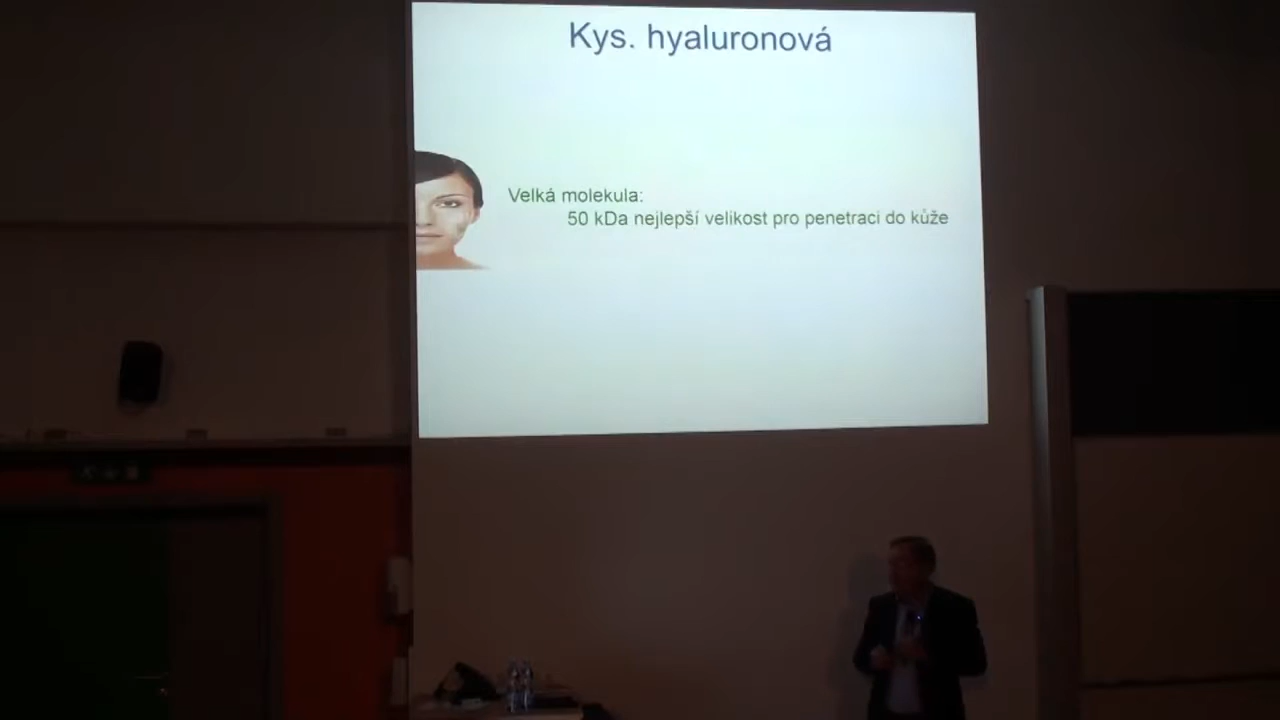 Kys. hyaluronová
Velká molekula:
50 kDa nejlepší velikost pro penetraci do kůže